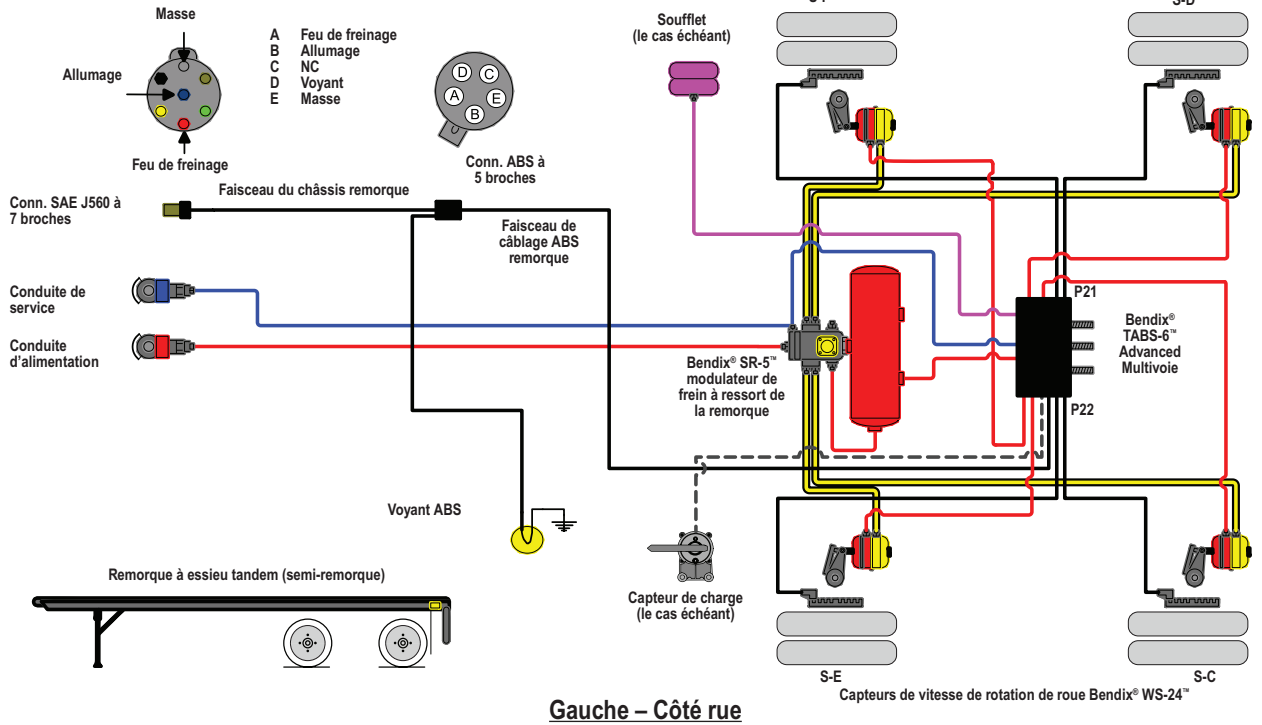 Masse
Allumage
Feu de freinage
A Feu de freinage
B Allumage
C NC
D Voyant
E Masse
D
C
A
E
B
Conn. ABS à
5 broches
Soufflet
(le cas échéant)
S-D
Conn. SAE J560 à
7 broches
Faisceau du châssis remorque
Faisceau de
câblage ABS
remorque
Conduite de
service
Conduite
d'alimentation
Bendix® SR-5™
modulateur de
frein à ressort de
la remorque
P21
Bendix®
TABS-6™
Advanced
Multivoie
P22
Voyant ABS
Capteur de charge
(le cas échéant)
Remorque à essieu tandem (semi-remorque)
S-E
S-C
Capteurs de vitesse de rotation de roue Bendix® WS-24™
Gauche – Côté rue